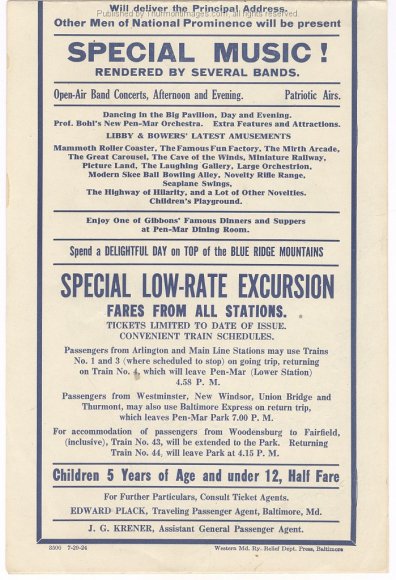 Will deliver the Principal Address.
Published by Thurmontimages.com, all rights reserved
Other Men of National Prominence will be present
SPECIAL MUSIC!
RENDERED BY SEVERAL BANDS.
Open-Air Band Concerts, Afternoon and Evening. Patriotic Airs.
Dancing in the Big Pavilion, Day and Evening.
Prof. Bohl's New Pen-Mar Orchestra. Extra Features and Attractions.
LIBBY & BOWERS' LATEST AMUSEMENTS
Mammoth Roller Coaster, The Famous Fun Factory, The Mirth Arcade,
The Great Carousel, The Cave of the Winds, Miniature Railway,
Picture Land, The Laughing Gallery, Large Orchestrion,
Modern Skee Ball Bowling Alley, Novelty Rifle Range,
Seaplane Swings,
The Highway of Hilarity, and a Lot of Other Novelties.
Children's Playground.
Enjoy One of Gibbons' Famous Dinners and Suppers
at Pen-Mar Dining Room.
Spend a DELIGHTFUL DAY on TOP of the BLUE RIDGE MOUNTAINS
SPECIAL LOW-RATE EXCURSION
FARES FROM ALL STATIONS.
TICKETS LIMITED TO DATE OF ISSUE.
CONVENIENT TRAIN SCHEDULES.
Passengers from Arlington and Main Line Stations may use Trains
No. 1 and 3 (where scheduled to stop) on going trip, returning
on Train No. 4, which will leave Pen-Mar (Lower Station)
4.58 P. M.
Passengers from Westminster, New Windsor, Union Bridge and
Thurmont, may also use Baltimore Express on return trip,
which leaves Pen-Mar Park 7.00 P. M.
For accommodation of passengers from Woodensburg to Fairfield,
(inclusive), Train No. 43, will be extended to the Park. Returning
Train No. 44, will leave Park at 4.15 P. M.
Children 5 Years of Age and under 12, Half Fare
For Further Particulars, Consult Ticket Agents.
EDWARD PLACK, Traveling Passenger Agent, Baltimore, Md.
J. G. KRENER, Assistant General Passenger Agent.
3506 7-29-24 Western Md. Ry. Relief Dept. Press, Baltimore